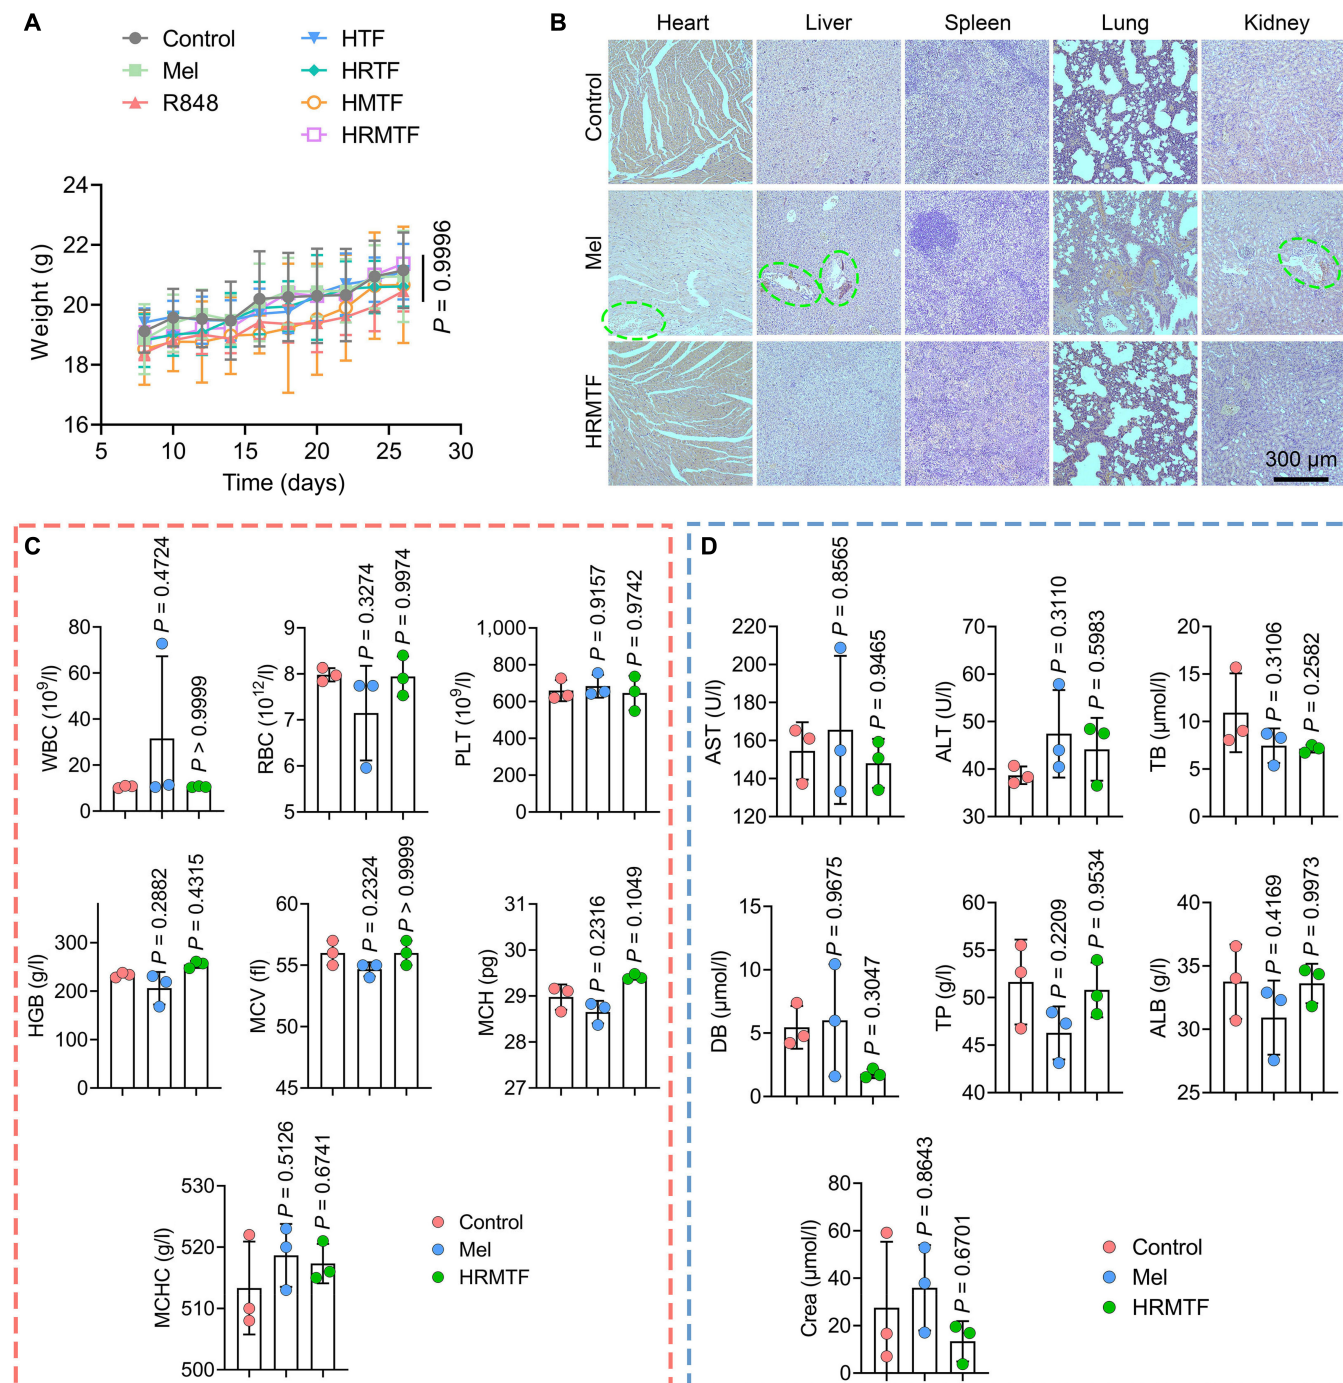 A
Control
Mel
R848
HTF
HRTF
HMTF
HRMTF
Weight (g)
24
22
20
18
16
5
10
15
20
25
30
Time (days)
P = 0.9996
B
Heart
Liver
Spleen
Lung
Kidney
Control
Mel
HRMTF
300 µm
C
WBC (10⁹/l)
80
60
40
20
0
P = 0.4724
P > 0.9999
RBC (10¹²/l)
9
8
7
6
5
P = 0.3274
P = 0.9974
PLT (10⁹/l)
1,000
800
600
400
200
0
P = 0.9157
P = 0.9742
HGB (g/l)
300
200
100
0
P = 0.2882
P = 0.4315
MCV (fl)
60
55
50
45
P = 0.2324
P > 0.9999
MCH (pg)
31
30
29
28
27
P = 0.2316
P = 0.1049
MCHC (g/l)
530
520
510
500
P = 0.5126
P = 0.6741
Control
Mel
HRMTF
D
AST (U/l)
220
200
180
160
140
120
P = 0.8565
P = 0.9465
ALT (U/l)
70
60
50
40
30
P = 0.3110
P = 0.5983
TB (µmol/l)
20
15
10
5
0
P = 0.3106
P = 0.2582
DB (µmol/l)
15
10
5
0
P = 0.9675
P = 0.3047
TP (g/l)
60
55
50
45
40
P = 0.2209
P = 0.9534
ALB (g/l)
40
35
30
25
P = 0.4169
P = 0.9973
Crea (µmol/l)
80
60
40
20
0
P = 0.8643
P = 0.6701
Control
Mel
HRMTF